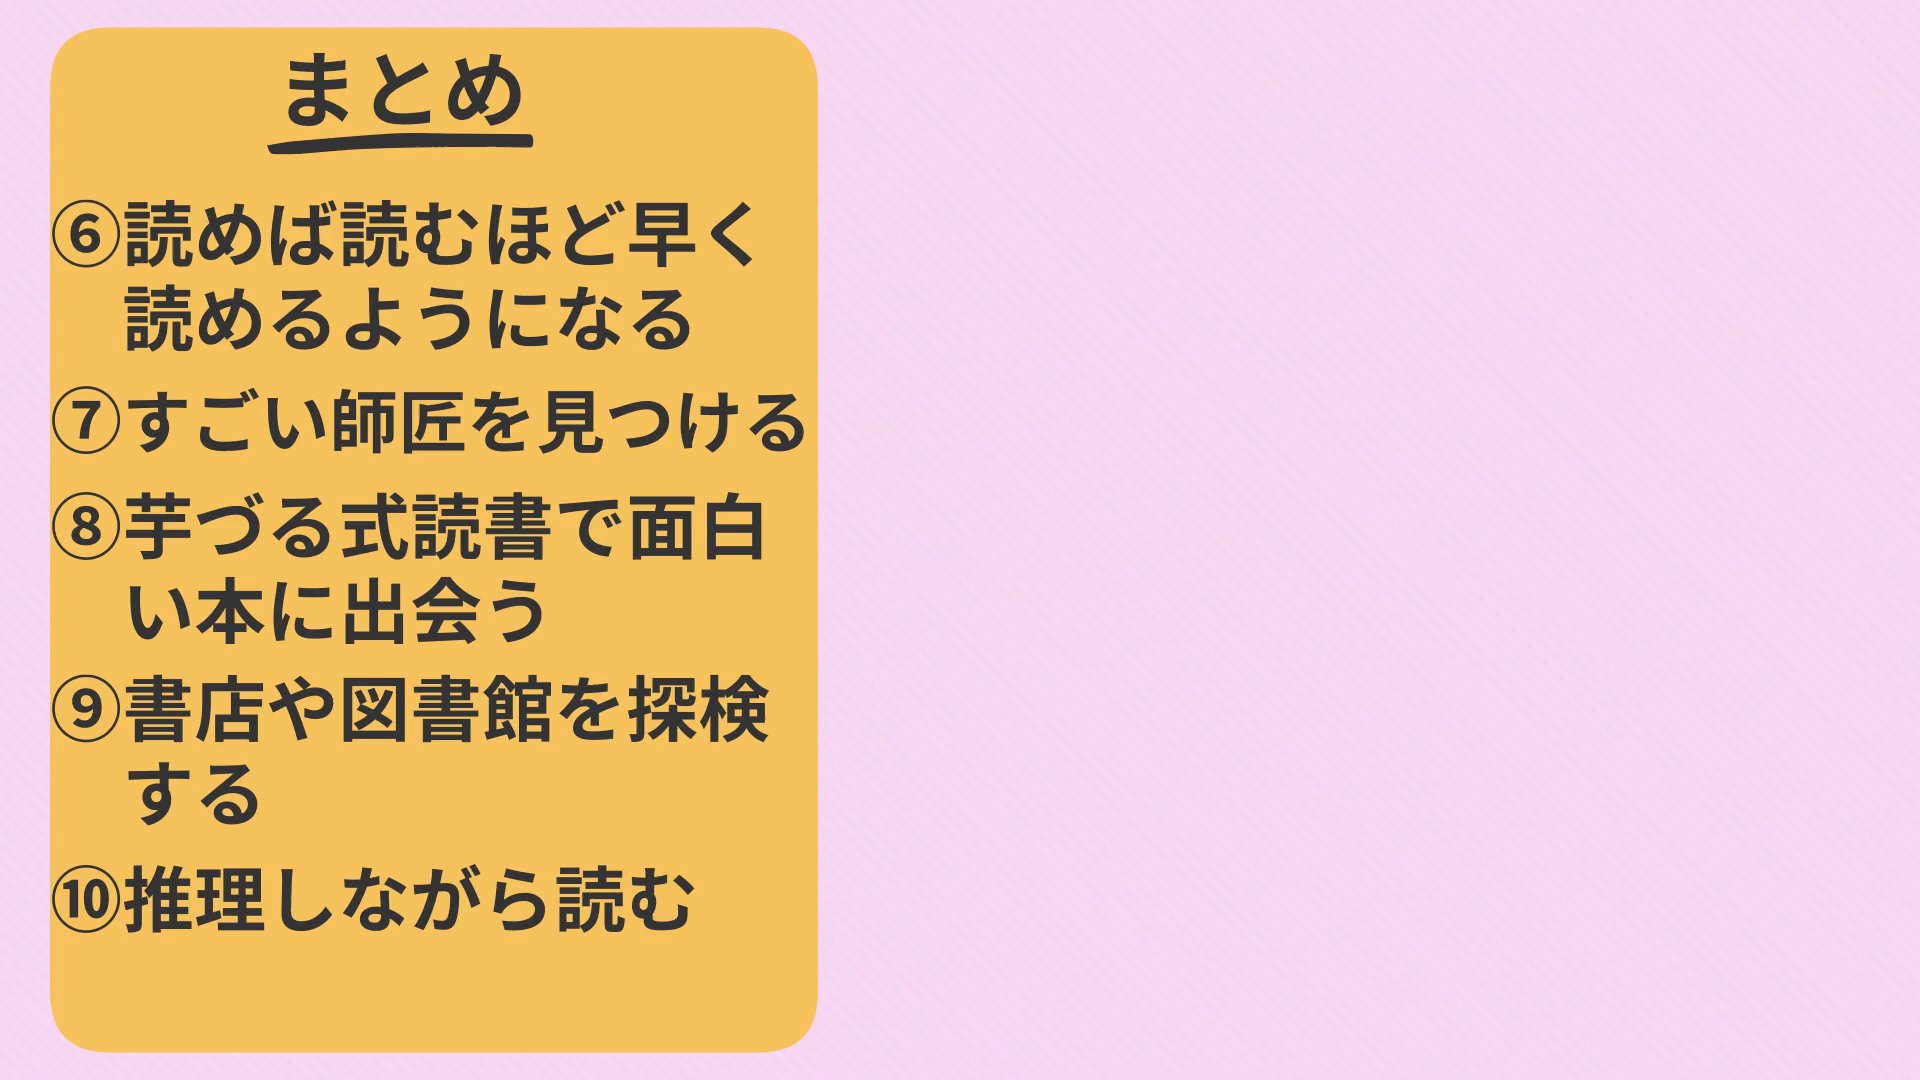 まとめ
⑥読めば読むほど早く
読めるようになる
⑦すごい師匠を見つける
⑧芋づる式読書で面白
い本に出会う
⑨書店や図書館を探検
する
⑩推理しながら読む